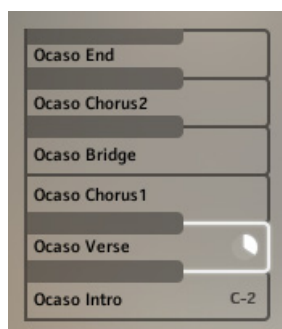 Ocaso End
Ocaso Chorus2
Ocaso Bridge
Ocaso Chorus1
Ocaso Verse
Ocaso Intro C-2